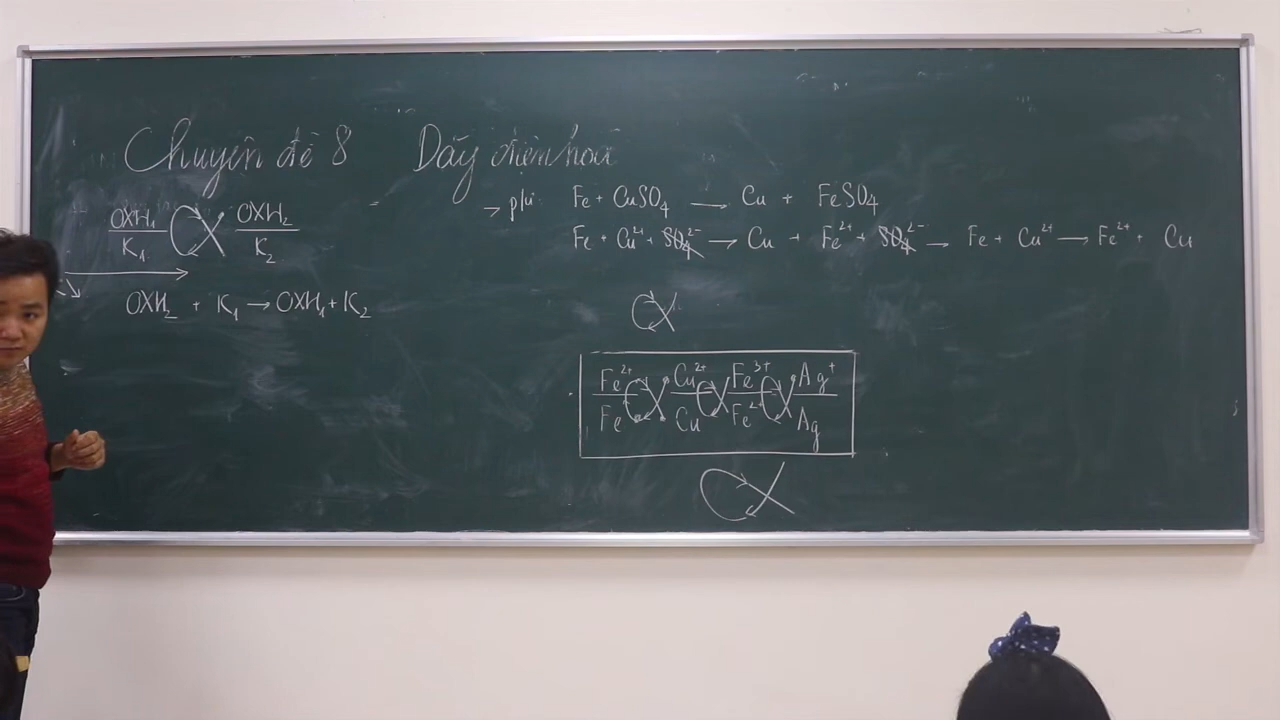 Chuyên đề 8 Dãy điện hoá
→ pứ: Fe + CuSO₄ → Cu + FeSO₄
Fe + Cu²⁺ + SO₄²⁻ → Cu + Fe²⁺ + SO₄²⁻ → Fe + Cu²⁺ → Fe²⁺ + Cu
OXH₁ OXH₂
K₁ K₂
OXH₂ + K₁ → OXH₁ + K₂
Fe²⁺ Cu²⁺ Fe³⁺ Ag⁺
Fe Cu Fe²⁺ Ag